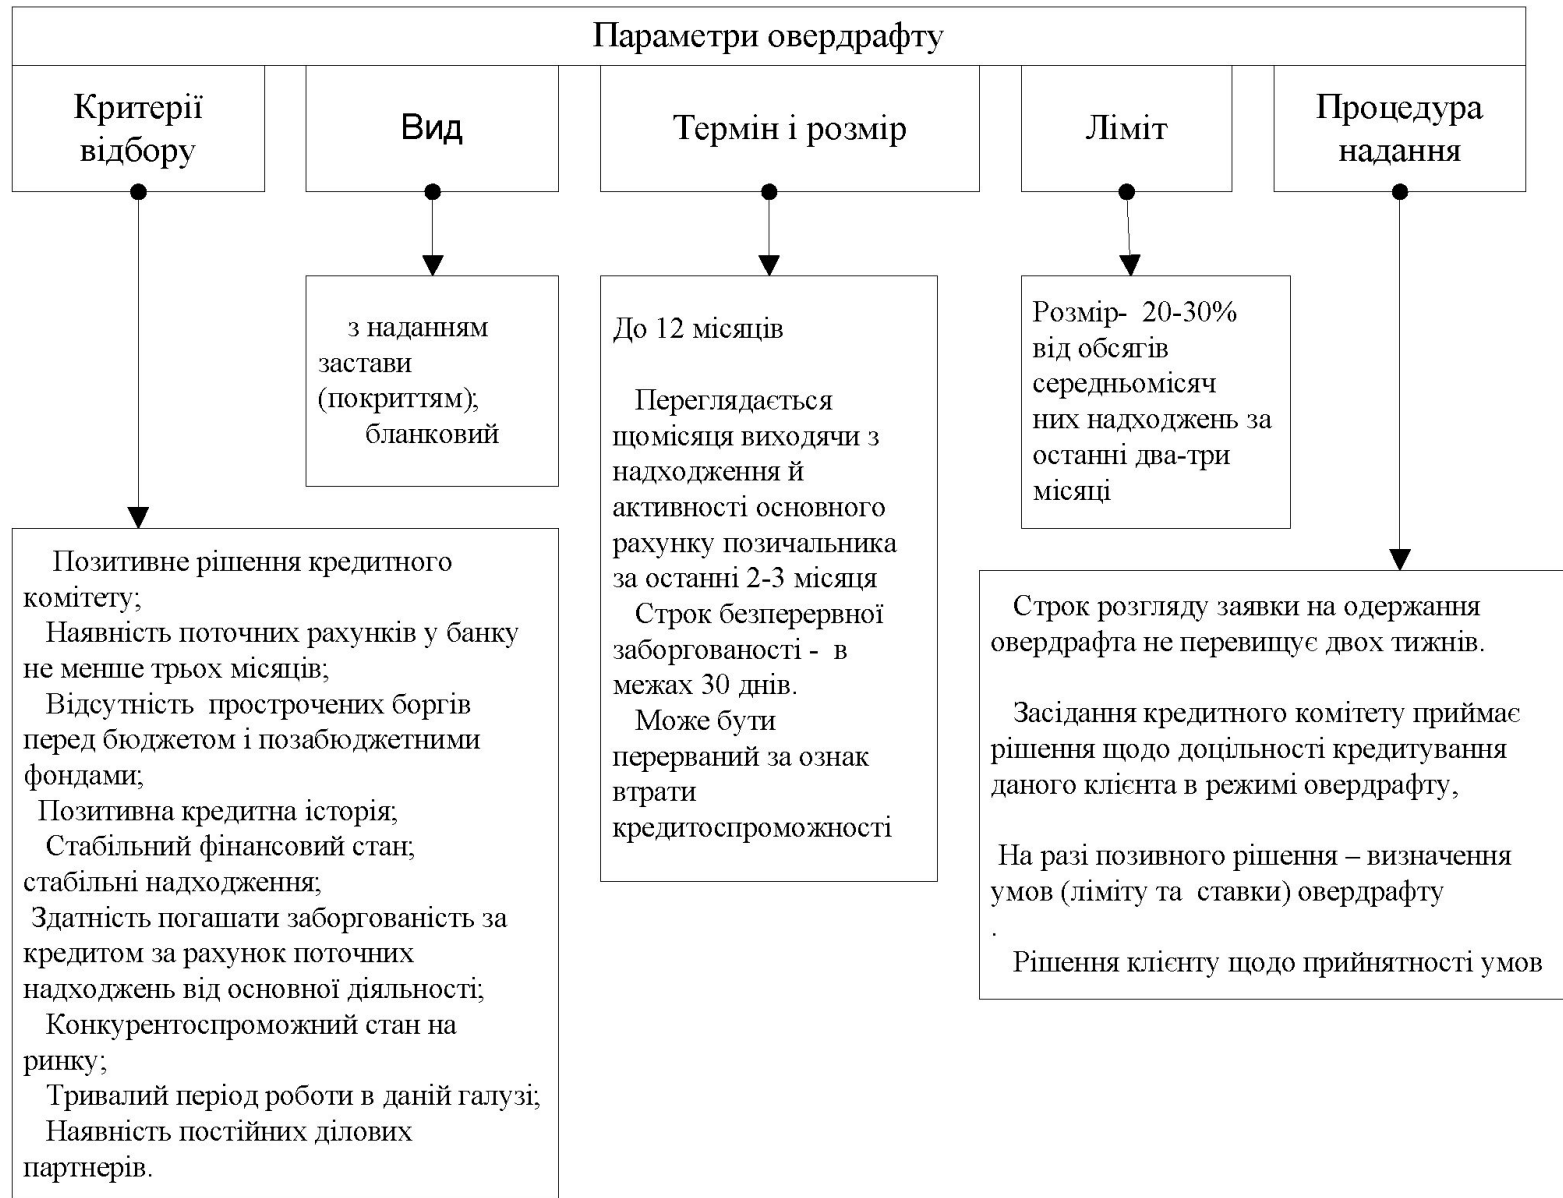 Параметри овердрафту
Критерії
відбору
Вид
Термін і розмір
Ліміт
Процедура
надання
з наданням
застави
(покриттям);
бланковий
До 12 місяців
Переглядається
щомісяця виходячи з
надходження й
активності основного
рахунку позичальника
за останні 2-3 місяця
Строк безперервної
заборгованості - в
межах 30 днів.
Може бути
перерваний за ознак
втрати
кредитоспроможності
Розмір- 20-30%
від обсягів
середньомісяч
них надходжень за
останні два-три
місяці
Позитивне рішення кредитного
комітету;
Наявність поточних рахунків у банку
не менше трьох місяців;
Відсутність прострочених боргів
перед бюджетом і позабюджетними
фондами;
Позитивна кредитна історія;
Стабільний фінансовий стан;
стабільні надходження;
Здатність погашати заборгованість за
кредитом за рахунок поточних
надходжень від основної діяльності;
Конкурентоспроможний стан на
ринку;
Тривалий період роботи в даній галузі;
Наявність постійних ділових
партнерів.
Строк розгляду заявки на одержання
овердрафта не перевищує двох тижнів.
Засідання кредитного комітету приймає
рішення щодо доцільності кредитування
даного клієнта в режимі овердрафту,
На разі позивного рішення – визначення
умов (ліміту та ставки) овердрафту
.
Рішення клієнту щодо прийнятності умов